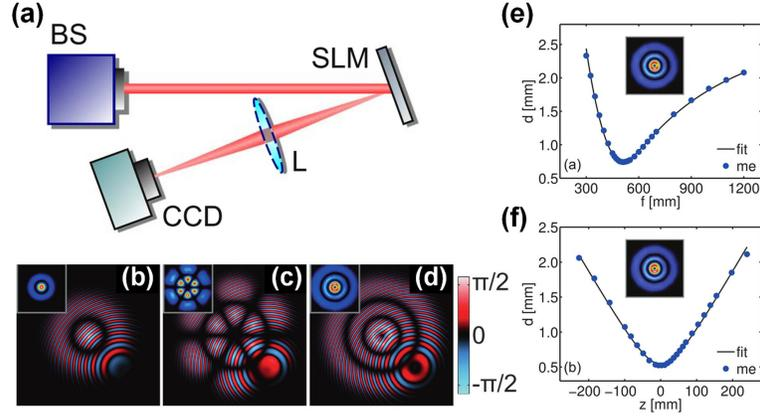 (a)
BS
SLM
L
CCD
(b)
(c)
(d)
π/2
0
-π/2
(e)
d [mm]
2.5
2.0
1.5
1.0
0.5
(a)
fit
me
300 600 900 1200
f [mm]
(f)
d [mm]
2.5
2.0
1.5
1.0
0.5
(b)
fit
me
−200 −100 0 100 200
z [mm]